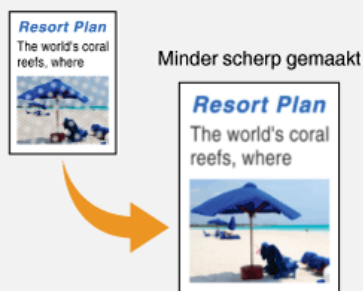 Resort Plan
The world's coral
reefs, where
Minder scherp gemaakt
Resort Plan
The world's coral
reefs, where